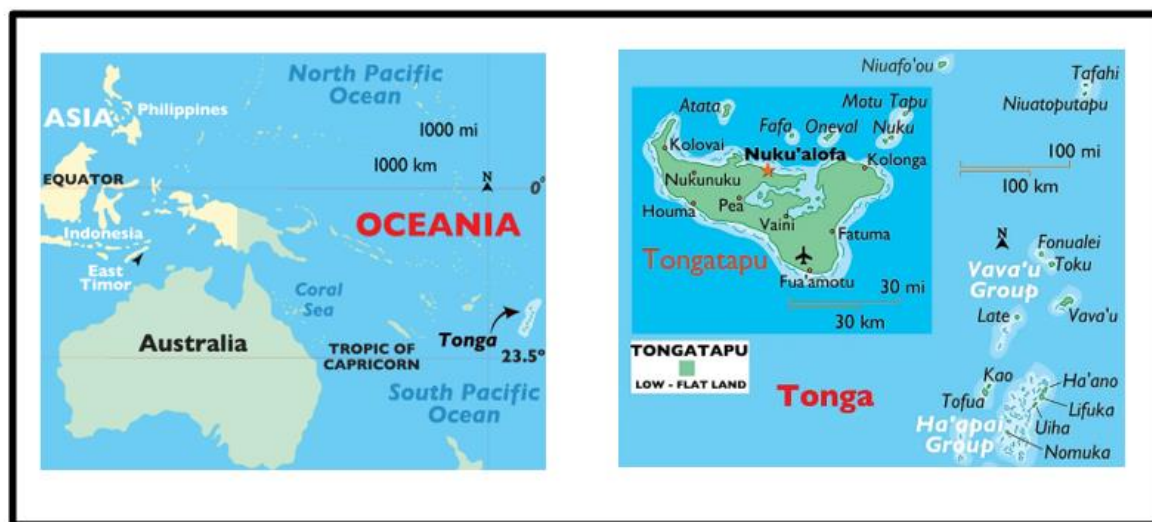 North Pacific
Ocean
ASIA
Philippines
1000 mi
1000 km
EQUATOR
N
0°
OCEANIA
Indonesia
East
Timor
Coral
Sea
Australia
Tonga
TROPIC OF
CAPRICORN
23.5°
South Pacific
Ocean
Niuafo'ou
Tafahi
Niuatoputapu
Atata
Motu Tapu
Fafa
Oneval
Nuku
Kolovai
Nuku'alofa
Kolonga
Nukunuku
Houma
Pea
Vaini
Fatuma
Tongatapu
Fua'amotu
30 mi
30 km
100 mi
100 km
N
Fonualei
Toku
Vava'u
Group
Late
Vava'u
TONGATAPU
LOW - FLAT LAND
Tonga
Kao
Tofua
Ha'ano
Lifuka
Uiha
Ha'apai
Group
Nomuka